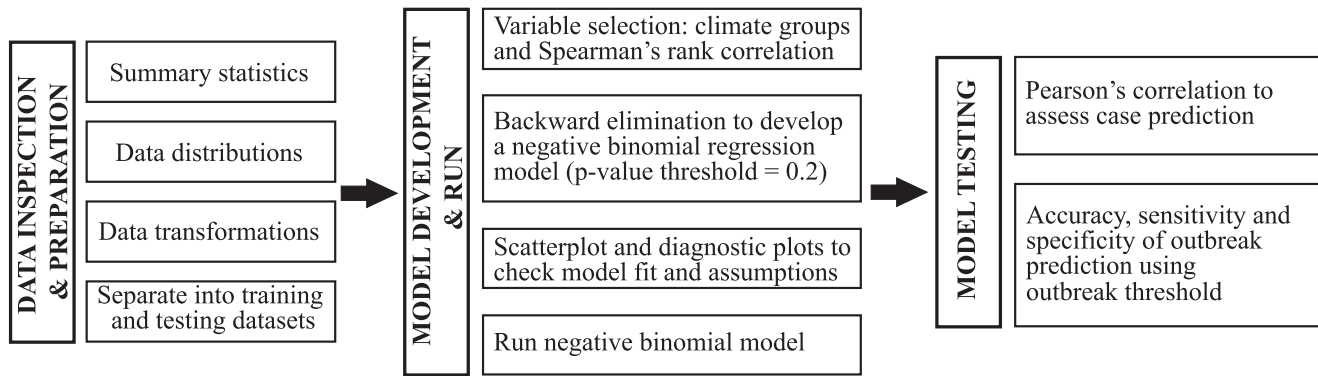 DATA INSPECTION
& PREPARATION
Summary statistics
Data distributions
Data transformations
Separate into training
and testing datasets
MODEL DEVELOPMENT
& RUN
Variable selection: climate groups
and Spearman's rank correlation
Backward elimination to develop
a negative binomial regression
model (p-value threshold = 0.2)
Scatterplot and diagnostic plots to
check model fit and assumptions
Run negative binomial model
MODEL TESTING
Pearson's correlation to
assess case prediction
Accuracy, sensitivity and
specificity of outbreak
prediction using
outbreak threshold